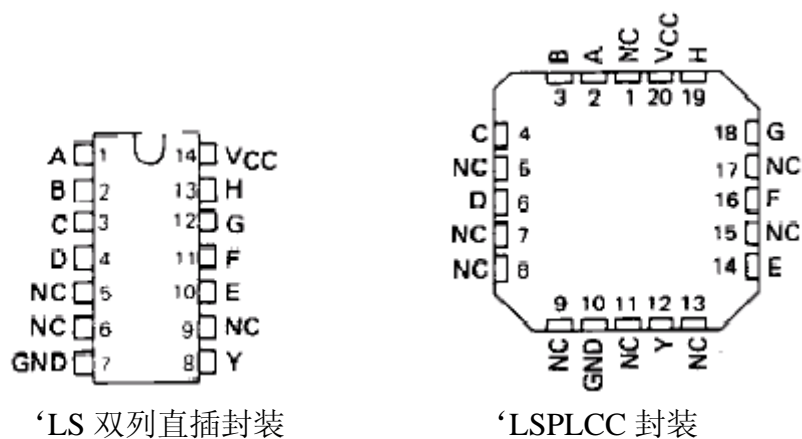 B A NC VCC H
3 2 1 20 19
C 4 18 G
NC 5 17 NC
D 6 16 F
NC 7 15 NC
NC 8 14 E
9 10 11 12 13
NC GND NC Y NC
A 1 14 VCC
B 2 13 H
C 3 12 G
D 4 11 F
NC 5 10 E
NC 6 9 NC
GND 7 8 Y
‘LS 双列直插封装
‘LSPLCC 封装